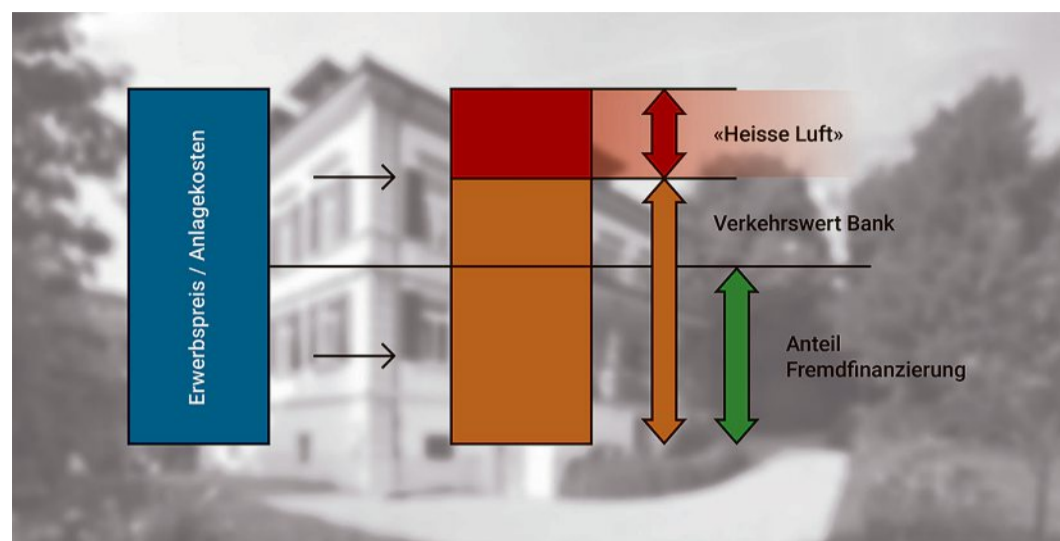 Erwerbspreis / Anlagekosten
«Heisse Luft»
Verkehrswert Bank
Anteil
Fremdfinanzierung